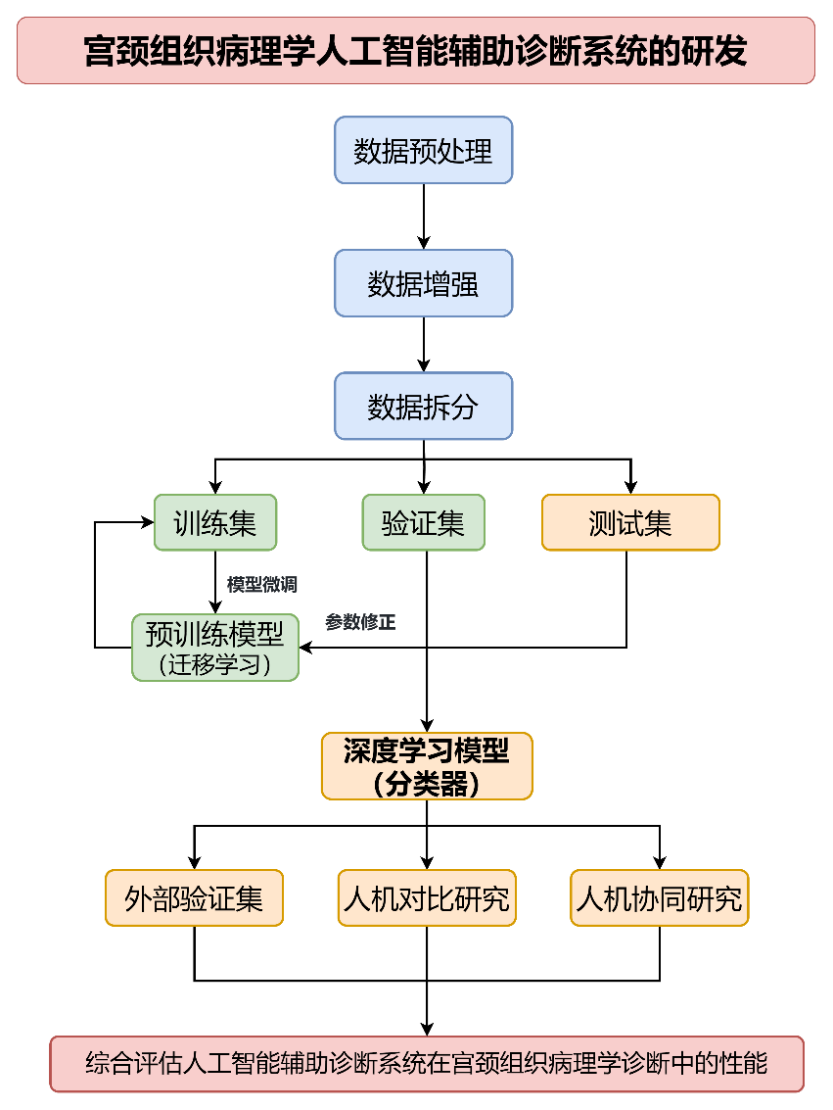 宫颈组织病理学人工智能辅助诊断系统的研发
数据预处理
数据增强
数据拆分
训练集
验证集
测试集
模型微调
参数修正
预训练模型
（迁移学习）
深度学习模型
（分类器）
外部验证集
人机对比研究
人机协同研究
综合评估人工智能辅助诊断系统在宫颈组织病理学诊断中的性能